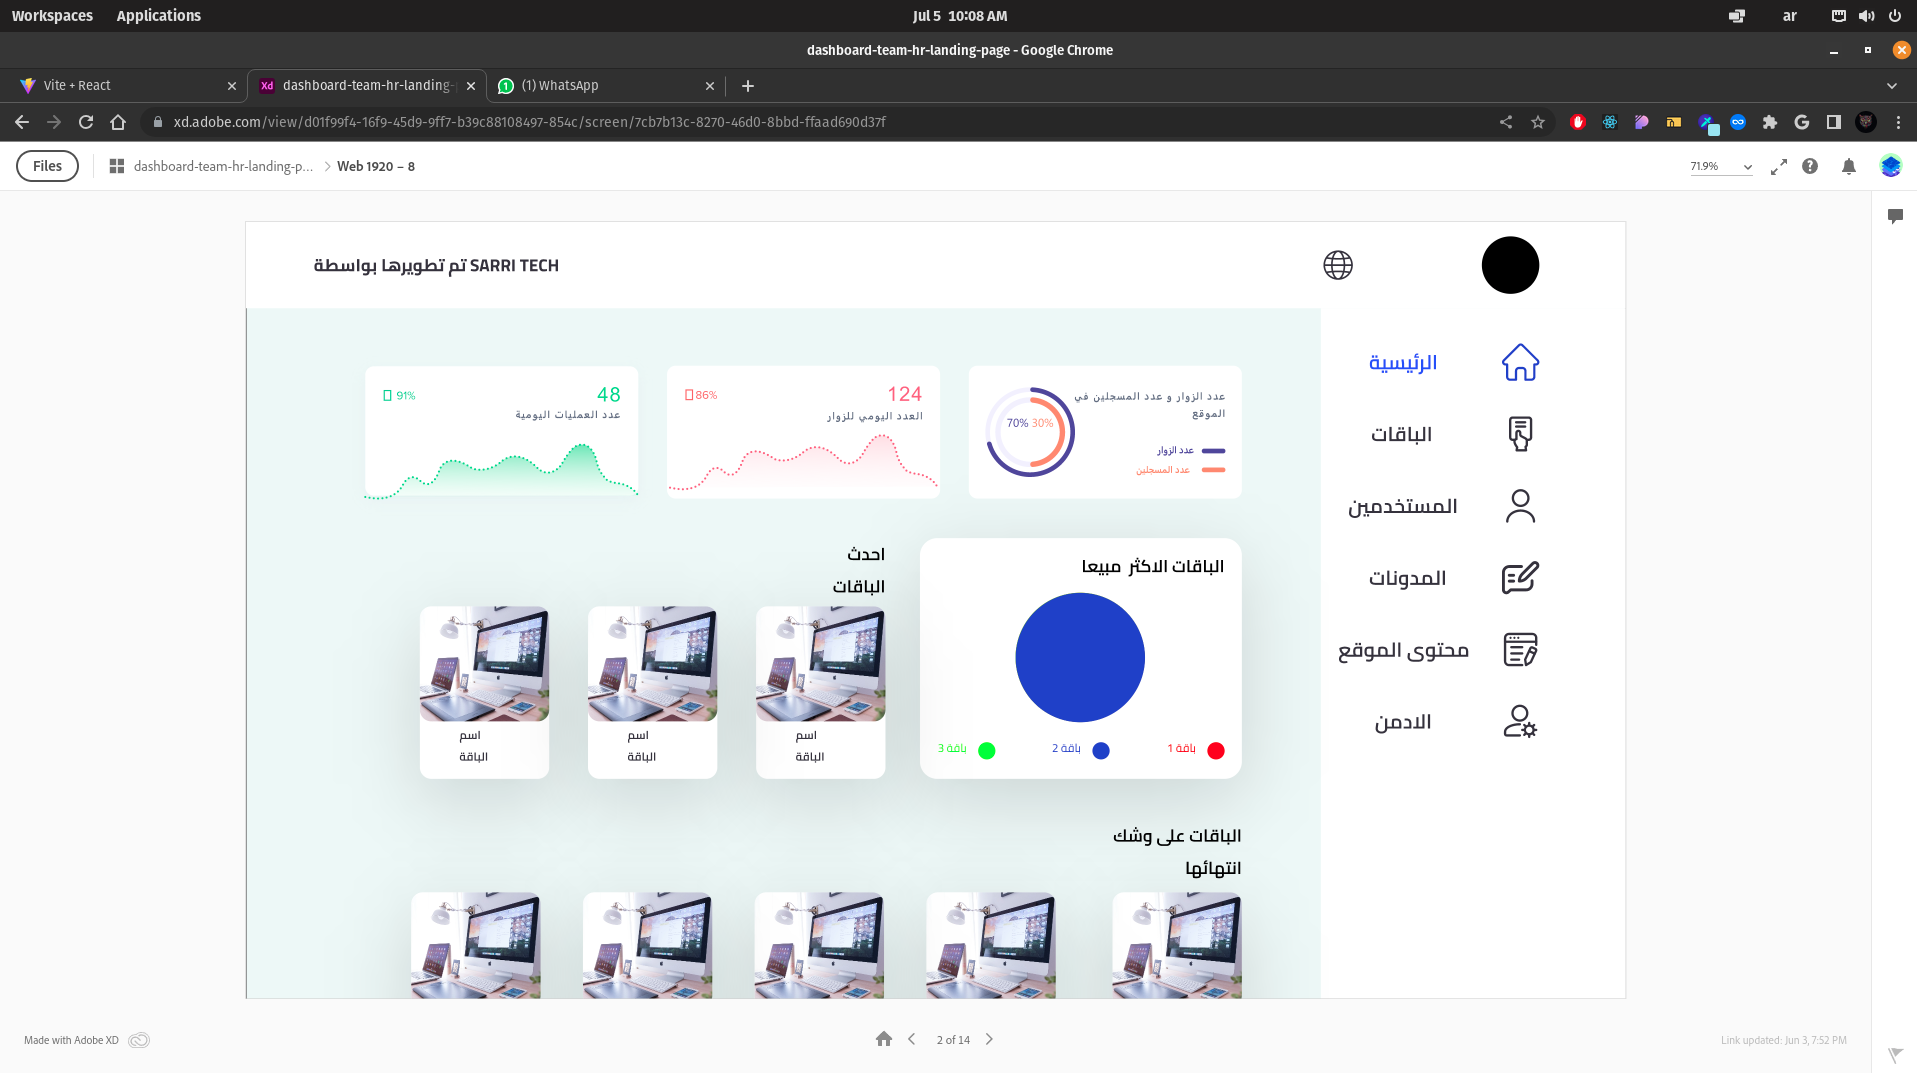 Workspaces
Applications
Jul 5 10:08 AM
ar
dashboard-team-hr-landing-page - Google Chrome
Vite + React
dashboard-team-hr-landing-
(1) WhatsApp
xd.adobe.com/view/d01f99f4-16f9-45d9-9ff7-b39c88108497-854c/screen/7cb7b13c-8270-46d0-8bbd-ffaad690d37f
Files
dashboard-team-hr-landing-p...
Web 1920 – 8
71.9%
تم تطويرها بواسطة SARRI TECH
الرئيسية
الباقات
المستخدمين
المدونات
محتوى الموقع
الادمن
عدد الزوار و عدد المسجلين في
الموقع
70% 30%
عدد الزوار
عدد المسجلين
124
86%
العدد اليومي للزوار
48
91%
عدد العمليات اليومية
الباقات الاكثر مبيعا
باقة 1
باقة 2
باقة 3
احدث
الباقات
اسم
الباقة
اسم
الباقة
اسم
الباقة
الباقات على وشك
انتهائها
Made with Adobe XD
2 of 14
Link updated: Jun 3, 7:52 PM